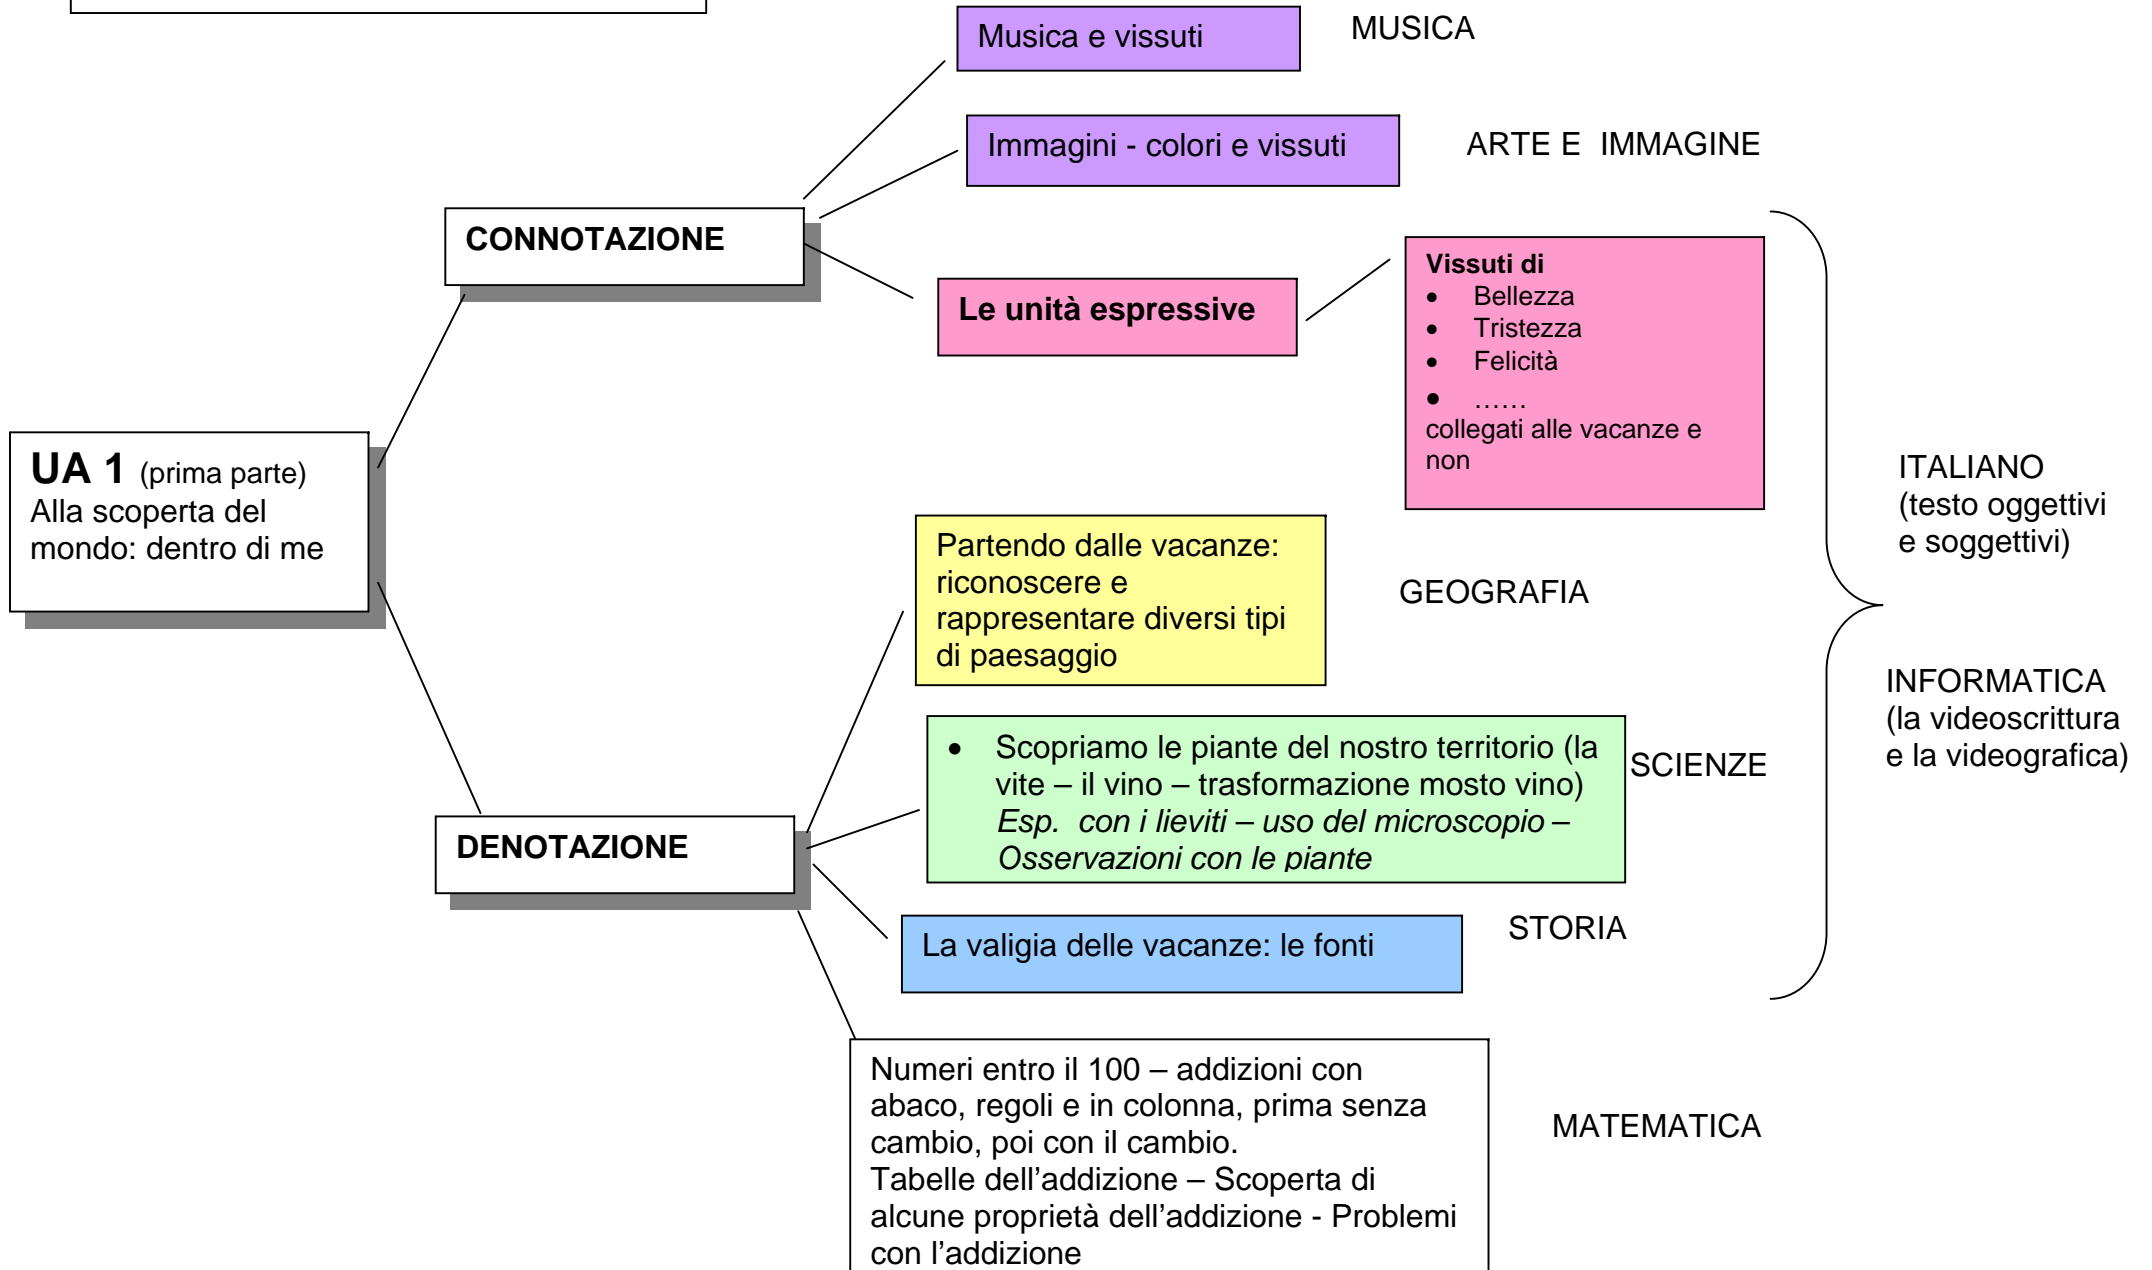 Musica e vissuti
MUSICA
Immagini - colori e vissuti
ARTE E  IMMAGINE
CONNOTAZIONE
Le unità espressive
Vissuti di
• Bellezza
• Tristezza
• Felicità
• ……
collegati alle vacanze e
non
UA 1 (prima parte)
Alla scoperta del
mondo: dentro di me
ITALIANO
(testo oggettivi
e soggettivi)
Partendo dalle vacanze:
riconoscere e
rappresentare diversi tipi
di paesaggio
GEOGRAFIA
INFORMATICA
(la videoscrittura
e la videografica)
• Scopriamo le piante del nostro territorio (la
vite – il vino – trasformazione mosto vino)
Esp.  con i lieviti – uso del microscopio –
Osservazioni con le piante
SCIENZE
DENOTAZIONE
La valigia delle vacanze: le fonti
STORIA
Numeri entro il 100 – addizioni con
abaco, regoli e in colonna, prima senza
cambio, poi con il cambio.
Tabelle dell’addizione – Scoperta di
alcune proprietà dell’addizione - Problemi
con l’addizione
MATEMATICA